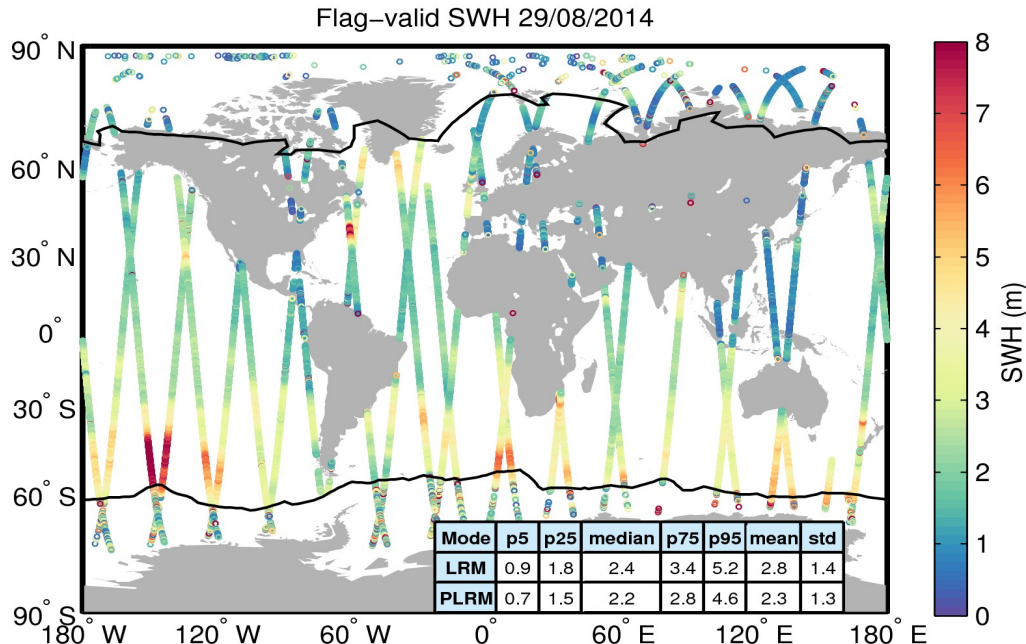 Flag-valid SWH 29/08/2014
90° N
60° N
30° N
0°
30° S
60° S
90° S
180° W
120° W
60° W
0°
60° E
120° E
180° E
Mode p5 p25 median p75 p95 mean std
LRM 0.9 1.8 2.4 3.4 5.2 2.8 1.4
PLRM 0.7 1.5 2.2 2.8 4.6 2.3 1.3
8
7
6
5
4
3
2
1
0
SWH (m)